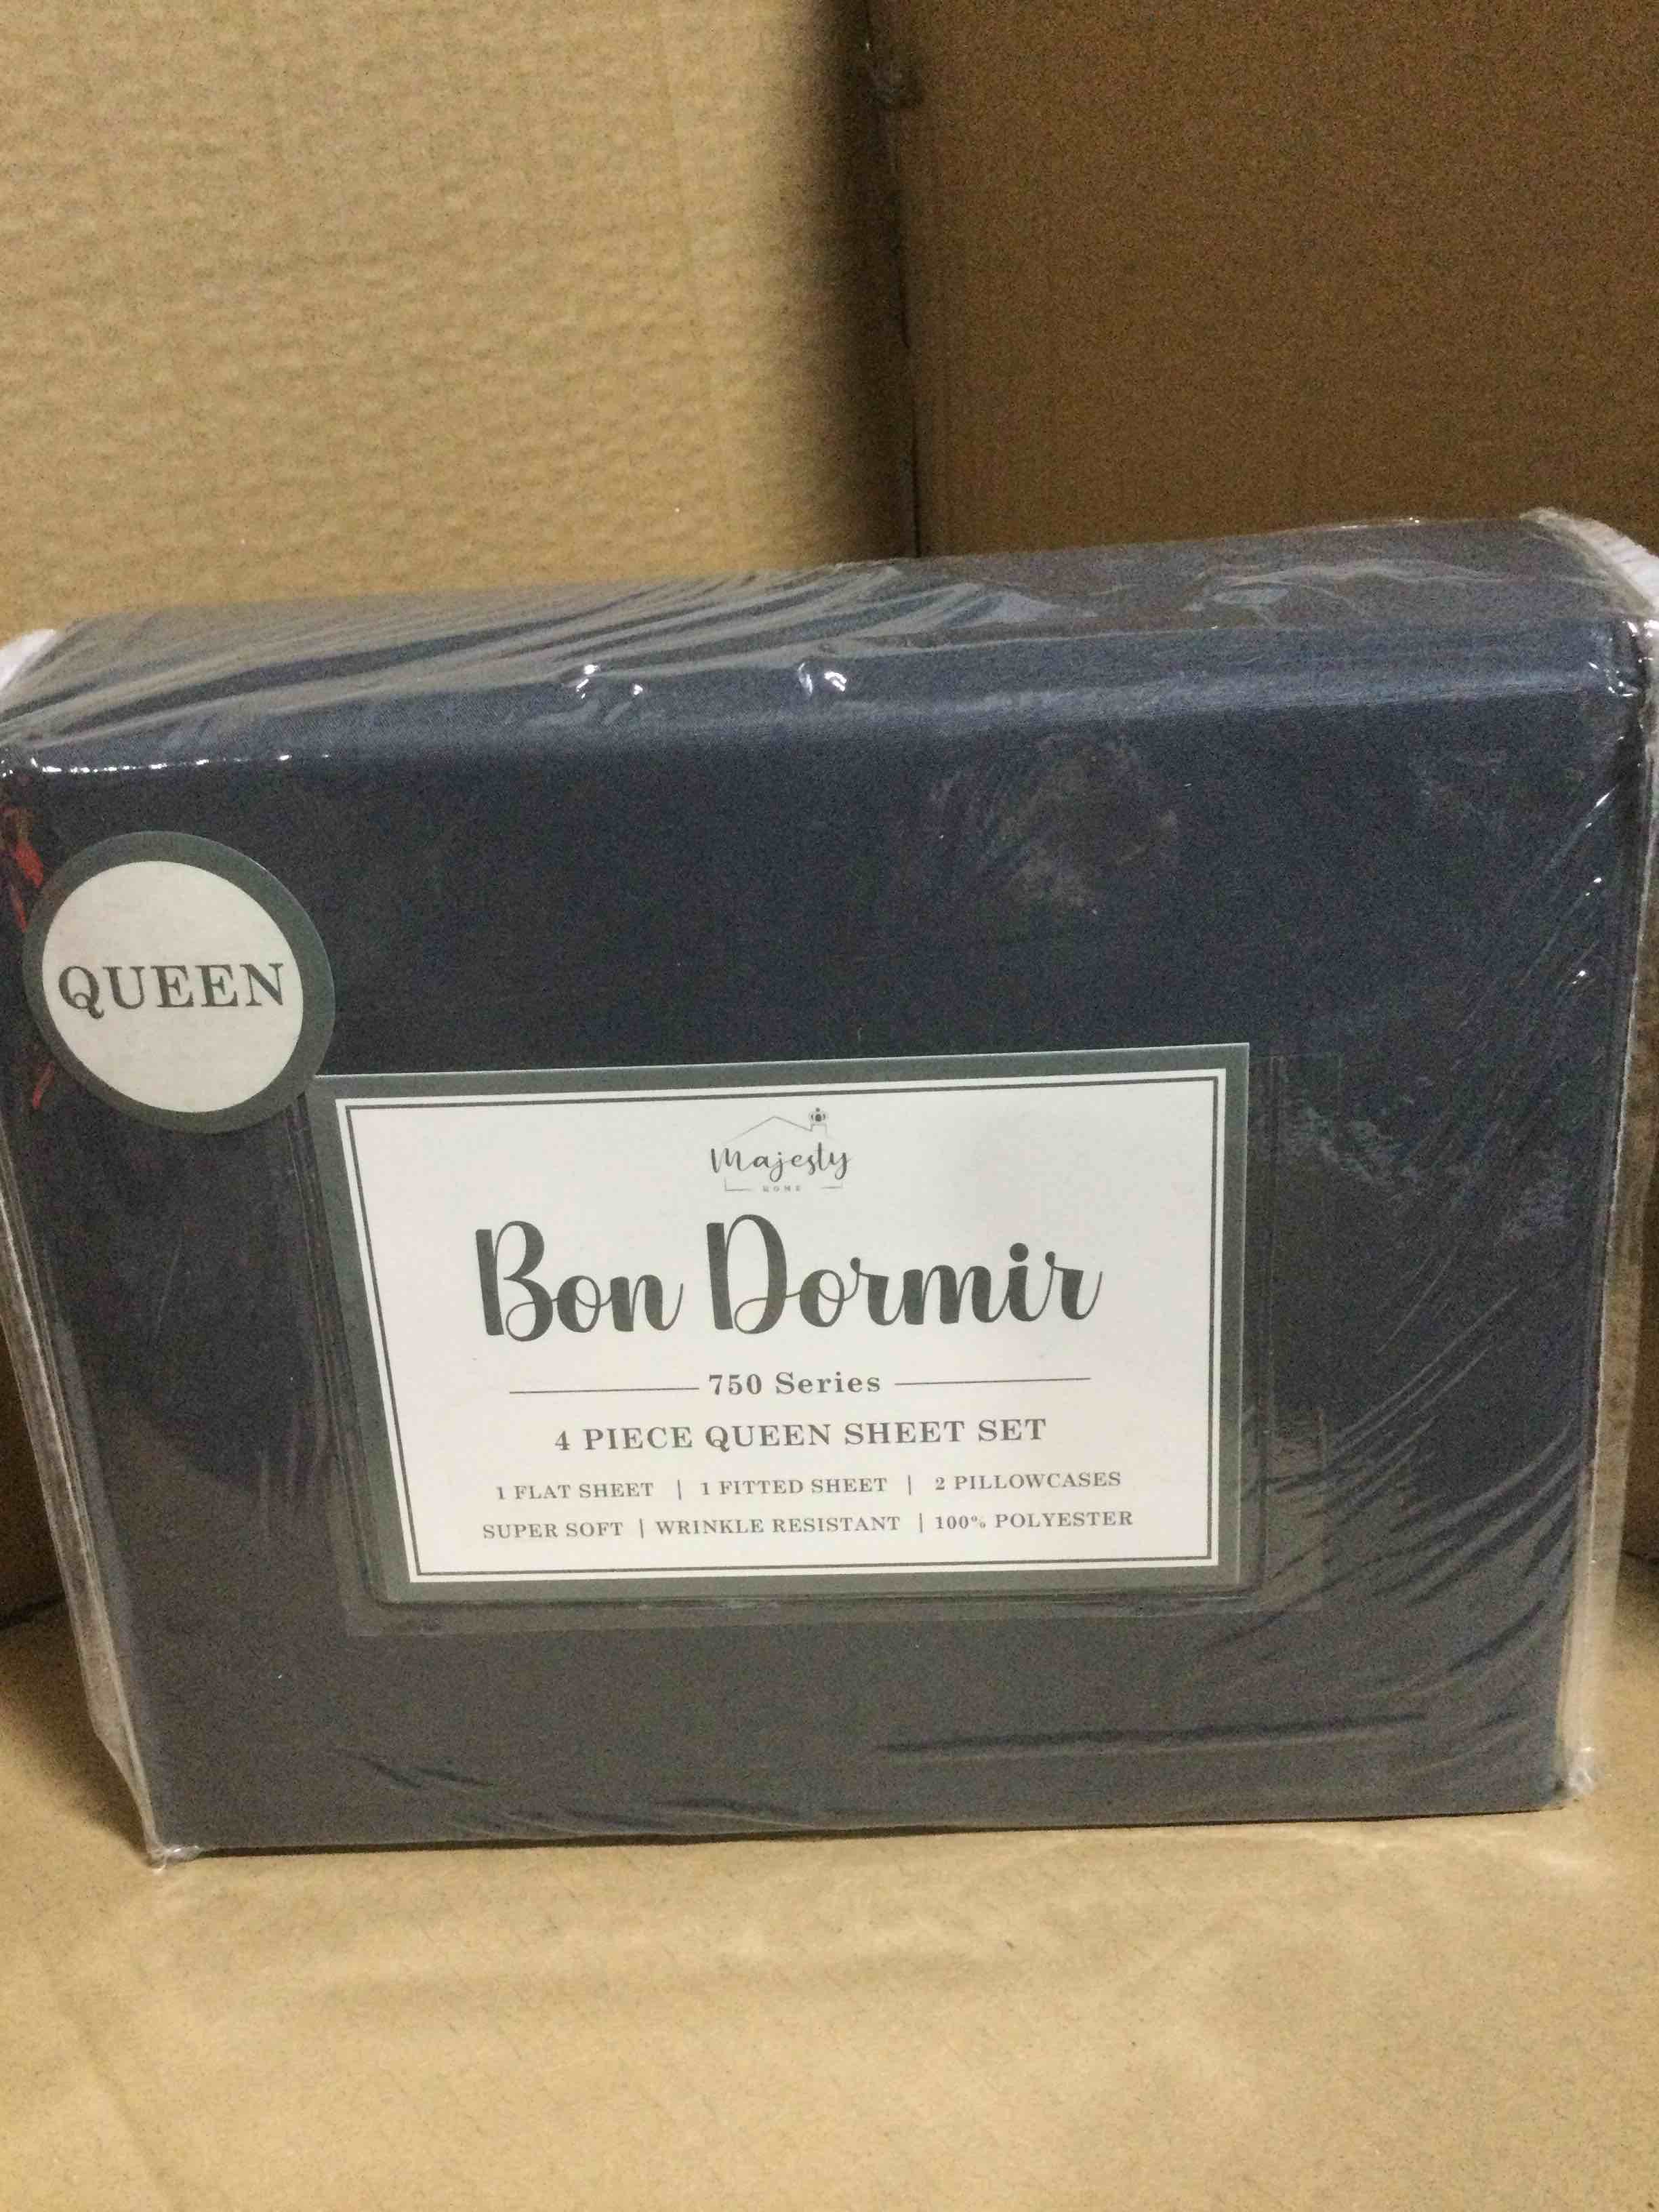 QUEEN
Majesty
HOME
Bon Dormir
750 Series
4 PIECE QUEEN SHEET SET
1 FLAT SHEET | 1 FITTED SHEET | 2 PILLOWCASES
SUPER SOFT | WRINKLE RESISTANT | 100% POLYESTER